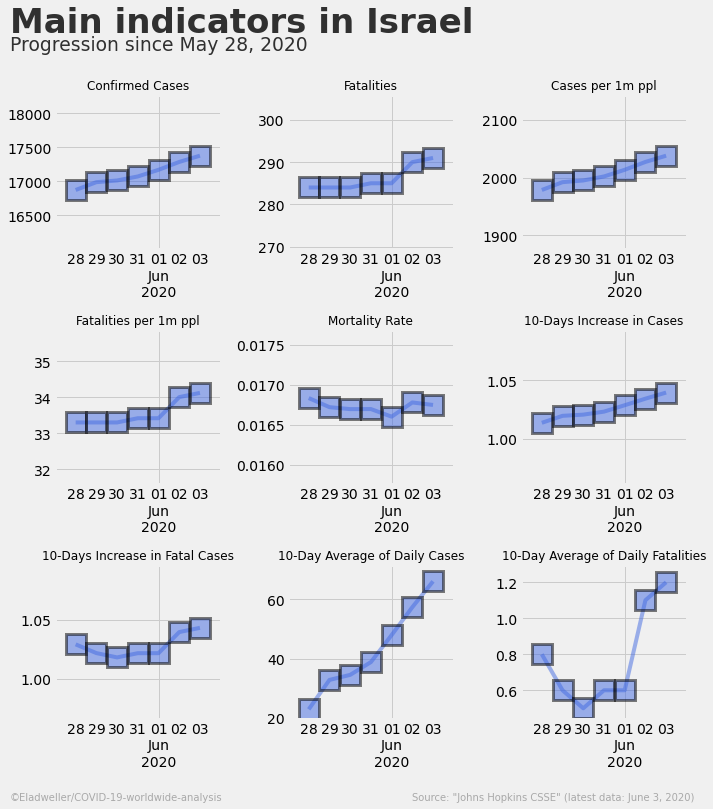 Main indicators in Israel
Progression since May 28, 2020
Confirmed Cases
18000
17500
17000
16500
28 29 30 31 01 02 03
Jun
2020
Fatalities
300
290
280
270
28 29 30 31 01 02 03
Jun
2020
Cases per 1m ppl
2100
2000
1900
28 29 30 31 01 02 03
Jun
2020
Fatalities per 1m ppl
35
34
33
32
28 29 30 31 01 02 03
Jun
2020
Mortality Rate
0.0175
0.0170
0.0165
0.0160
28 29 30 31 01 02 03
Jun
2020
10-Days Increase in Cases
1.05
1.00
28 29 30 31 01 02 03
Jun
2020
10-Days Increase in Fatal Cases
1.05
1.00
28 29 30 31 01 02 03
Jun
2020
10-Day Average of Daily Cases
60
40
20
28 29 30 31 01 02 03
Jun
2020
10-Day Average of Daily Fatalities
1.2
1.0
0.8
0.6
28 29 30 31 01 02 03
Jun
2020
©Eladweller/COVID-19-worldwide-analysis
Source: "Johns Hopkins CSSE" (latest data: June 3, 2020)